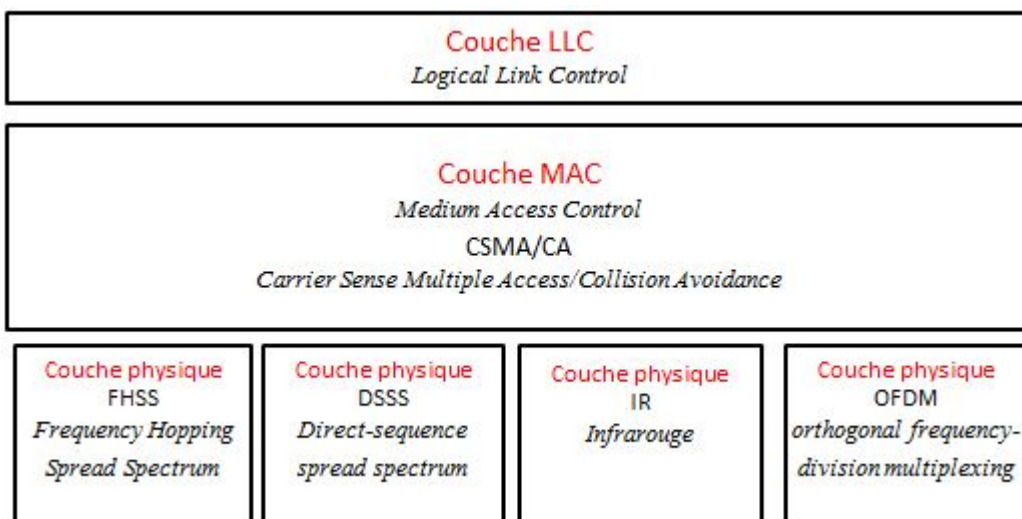 Couche LLC
Logical Link Control
Couche MAC
Medium Access Control
CSMA/CA
Carrier Sense Multiple Access/Collision Avoidance
Couche physique
FHSS
Frequency Hopping
Spread Spectrum
Couche physique
DSSS
Direct-sequence
spread spectrum
Couche physique
IR
Infrarouge
Couche physique
OFDM
orthogonal frequency-
division multiplexing